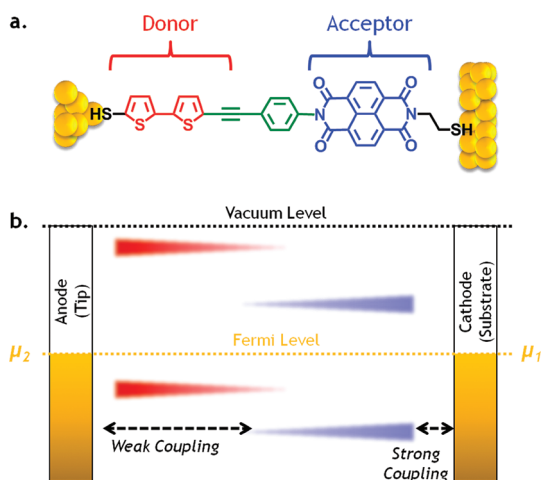 a.
Donor
Acceptor
HS
S
S
N
O
O
O
O
N
SH
b.
Vacuum Level
Anode
(Tip)
Cathode
(Substrate)
Fermi Level
μ2
μ1
Weak Coupling
Strong
Coupling